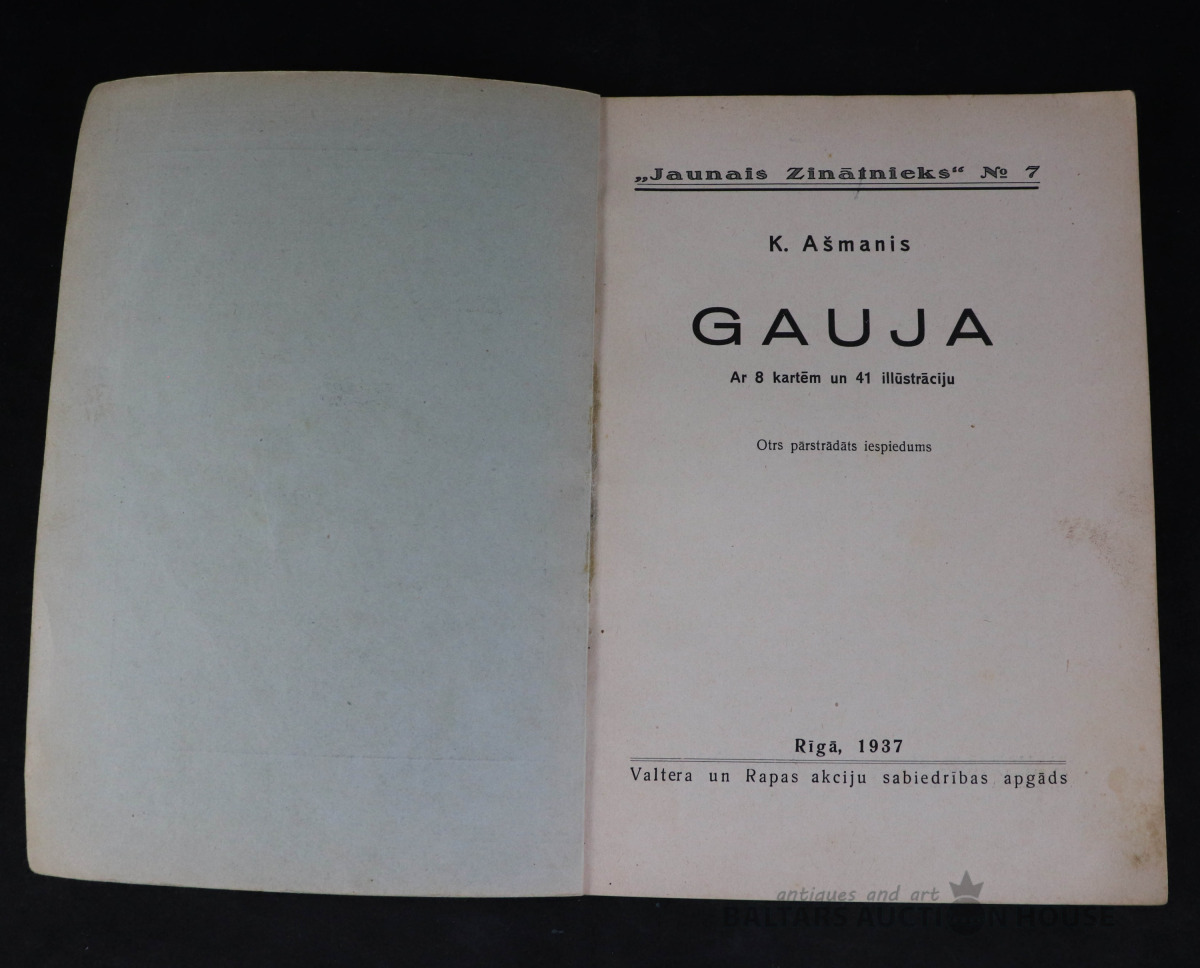 „Jaunais Zinātnieks“ № 7
K. Ašmanis
GAUJA
Ar 8 kartēm un 41 illūstrāciju
Otrs pārstrādāts iespiedums
Rīgā, 1937
Valtera un Rapas akciju sabiedrības apgāds
antiques and art
BALTARS AUCTION HOUSE